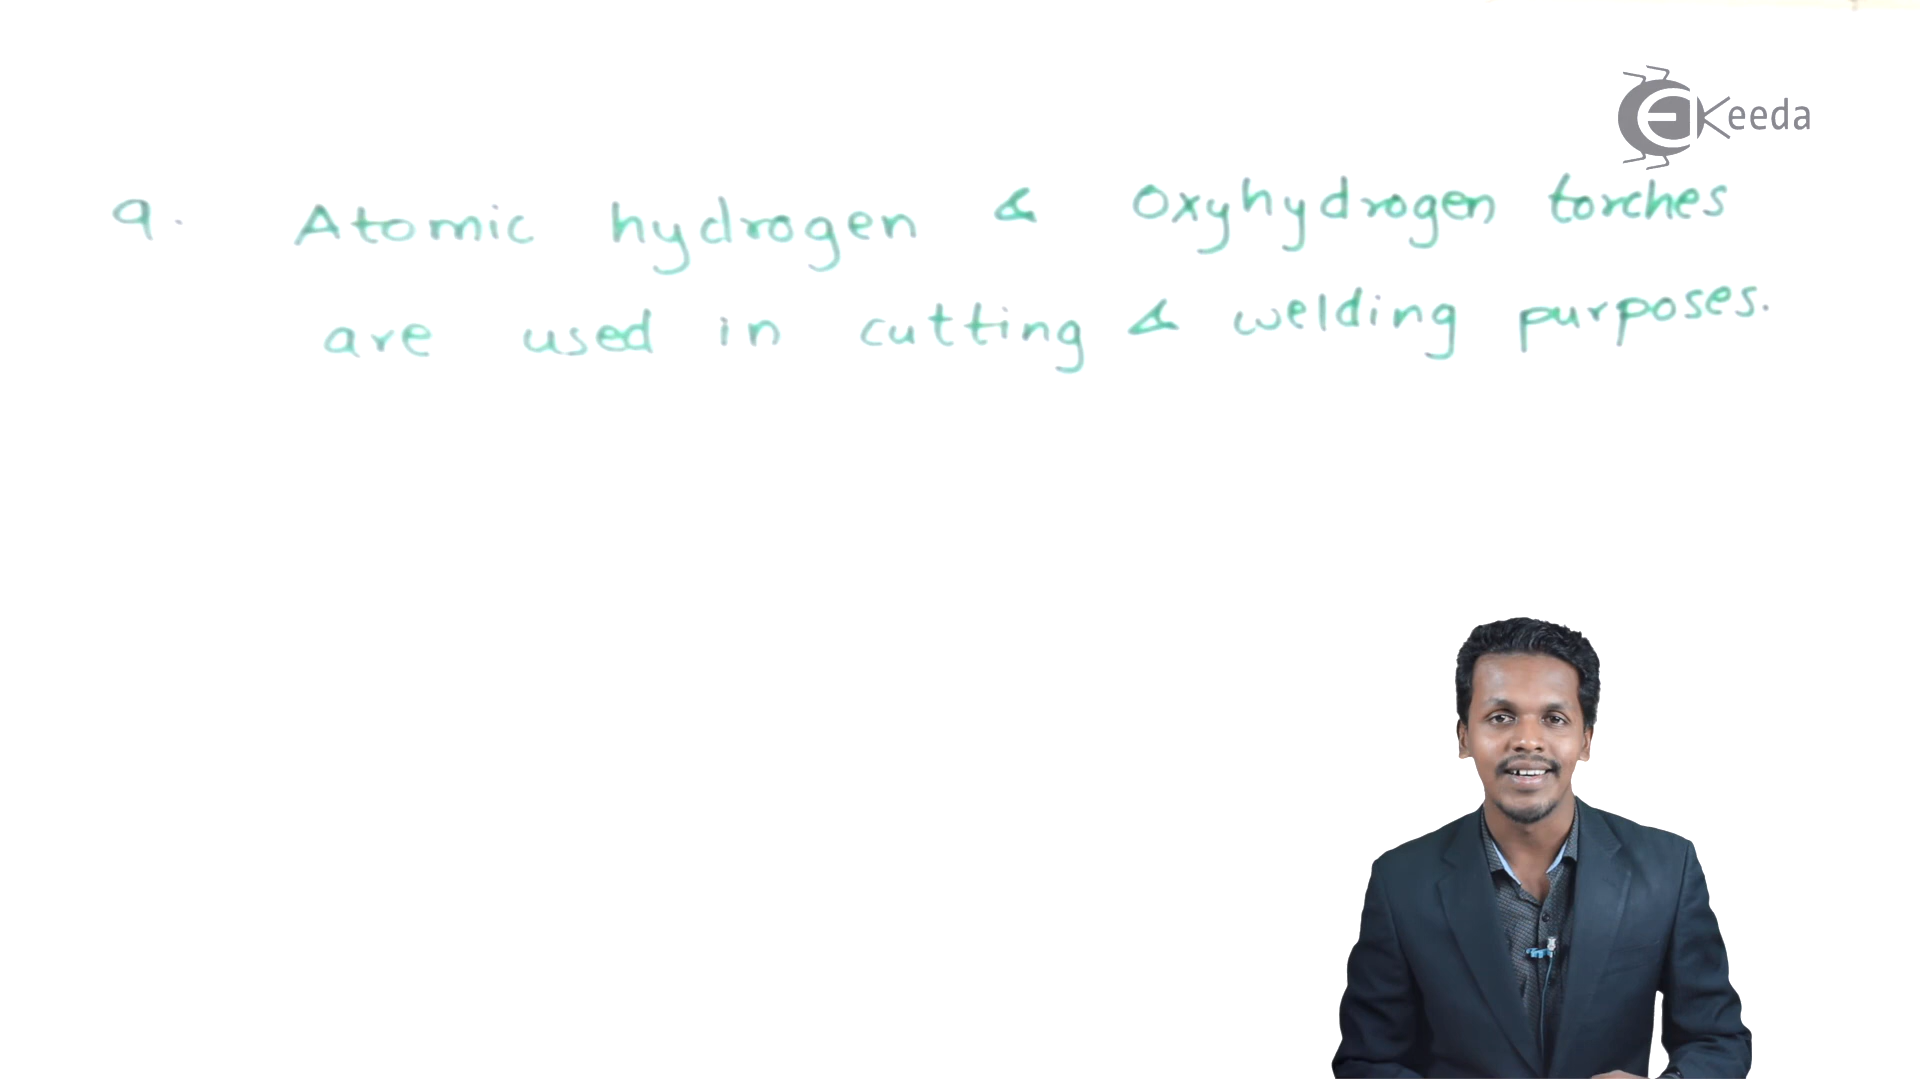 EKeeda
9. Atomic hydrogen & Oxyhydrogen torches
are used in cutting & welding purposes.